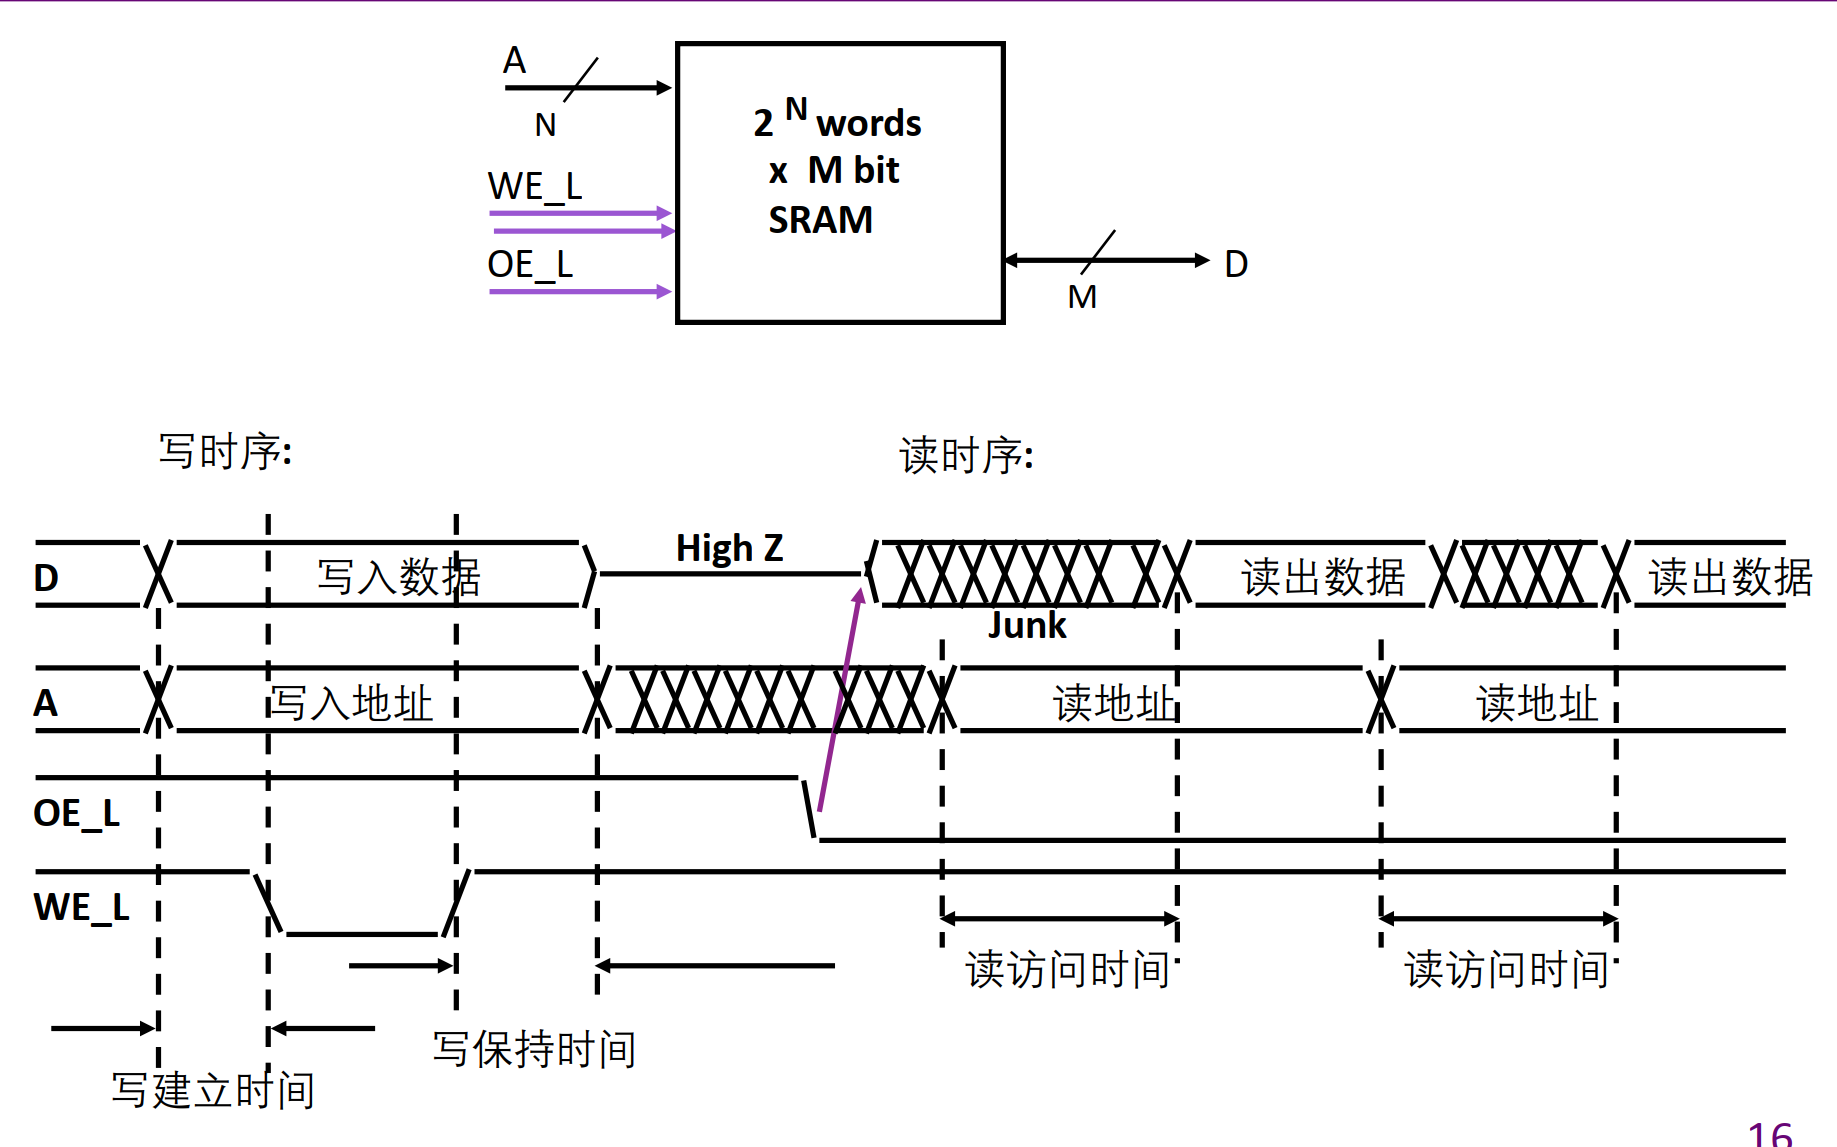 A
N
2 N words
x M bit
SRAM
WE_L
OE_L
D
M
写时序:
读时序:
D
写入数据
High Z
Junk
读出数据
读出数据
A
写入地址
读地址
读地址
OE_L
WE_L
读访问时间
读访问时间
写保持时间
写建立时间
16